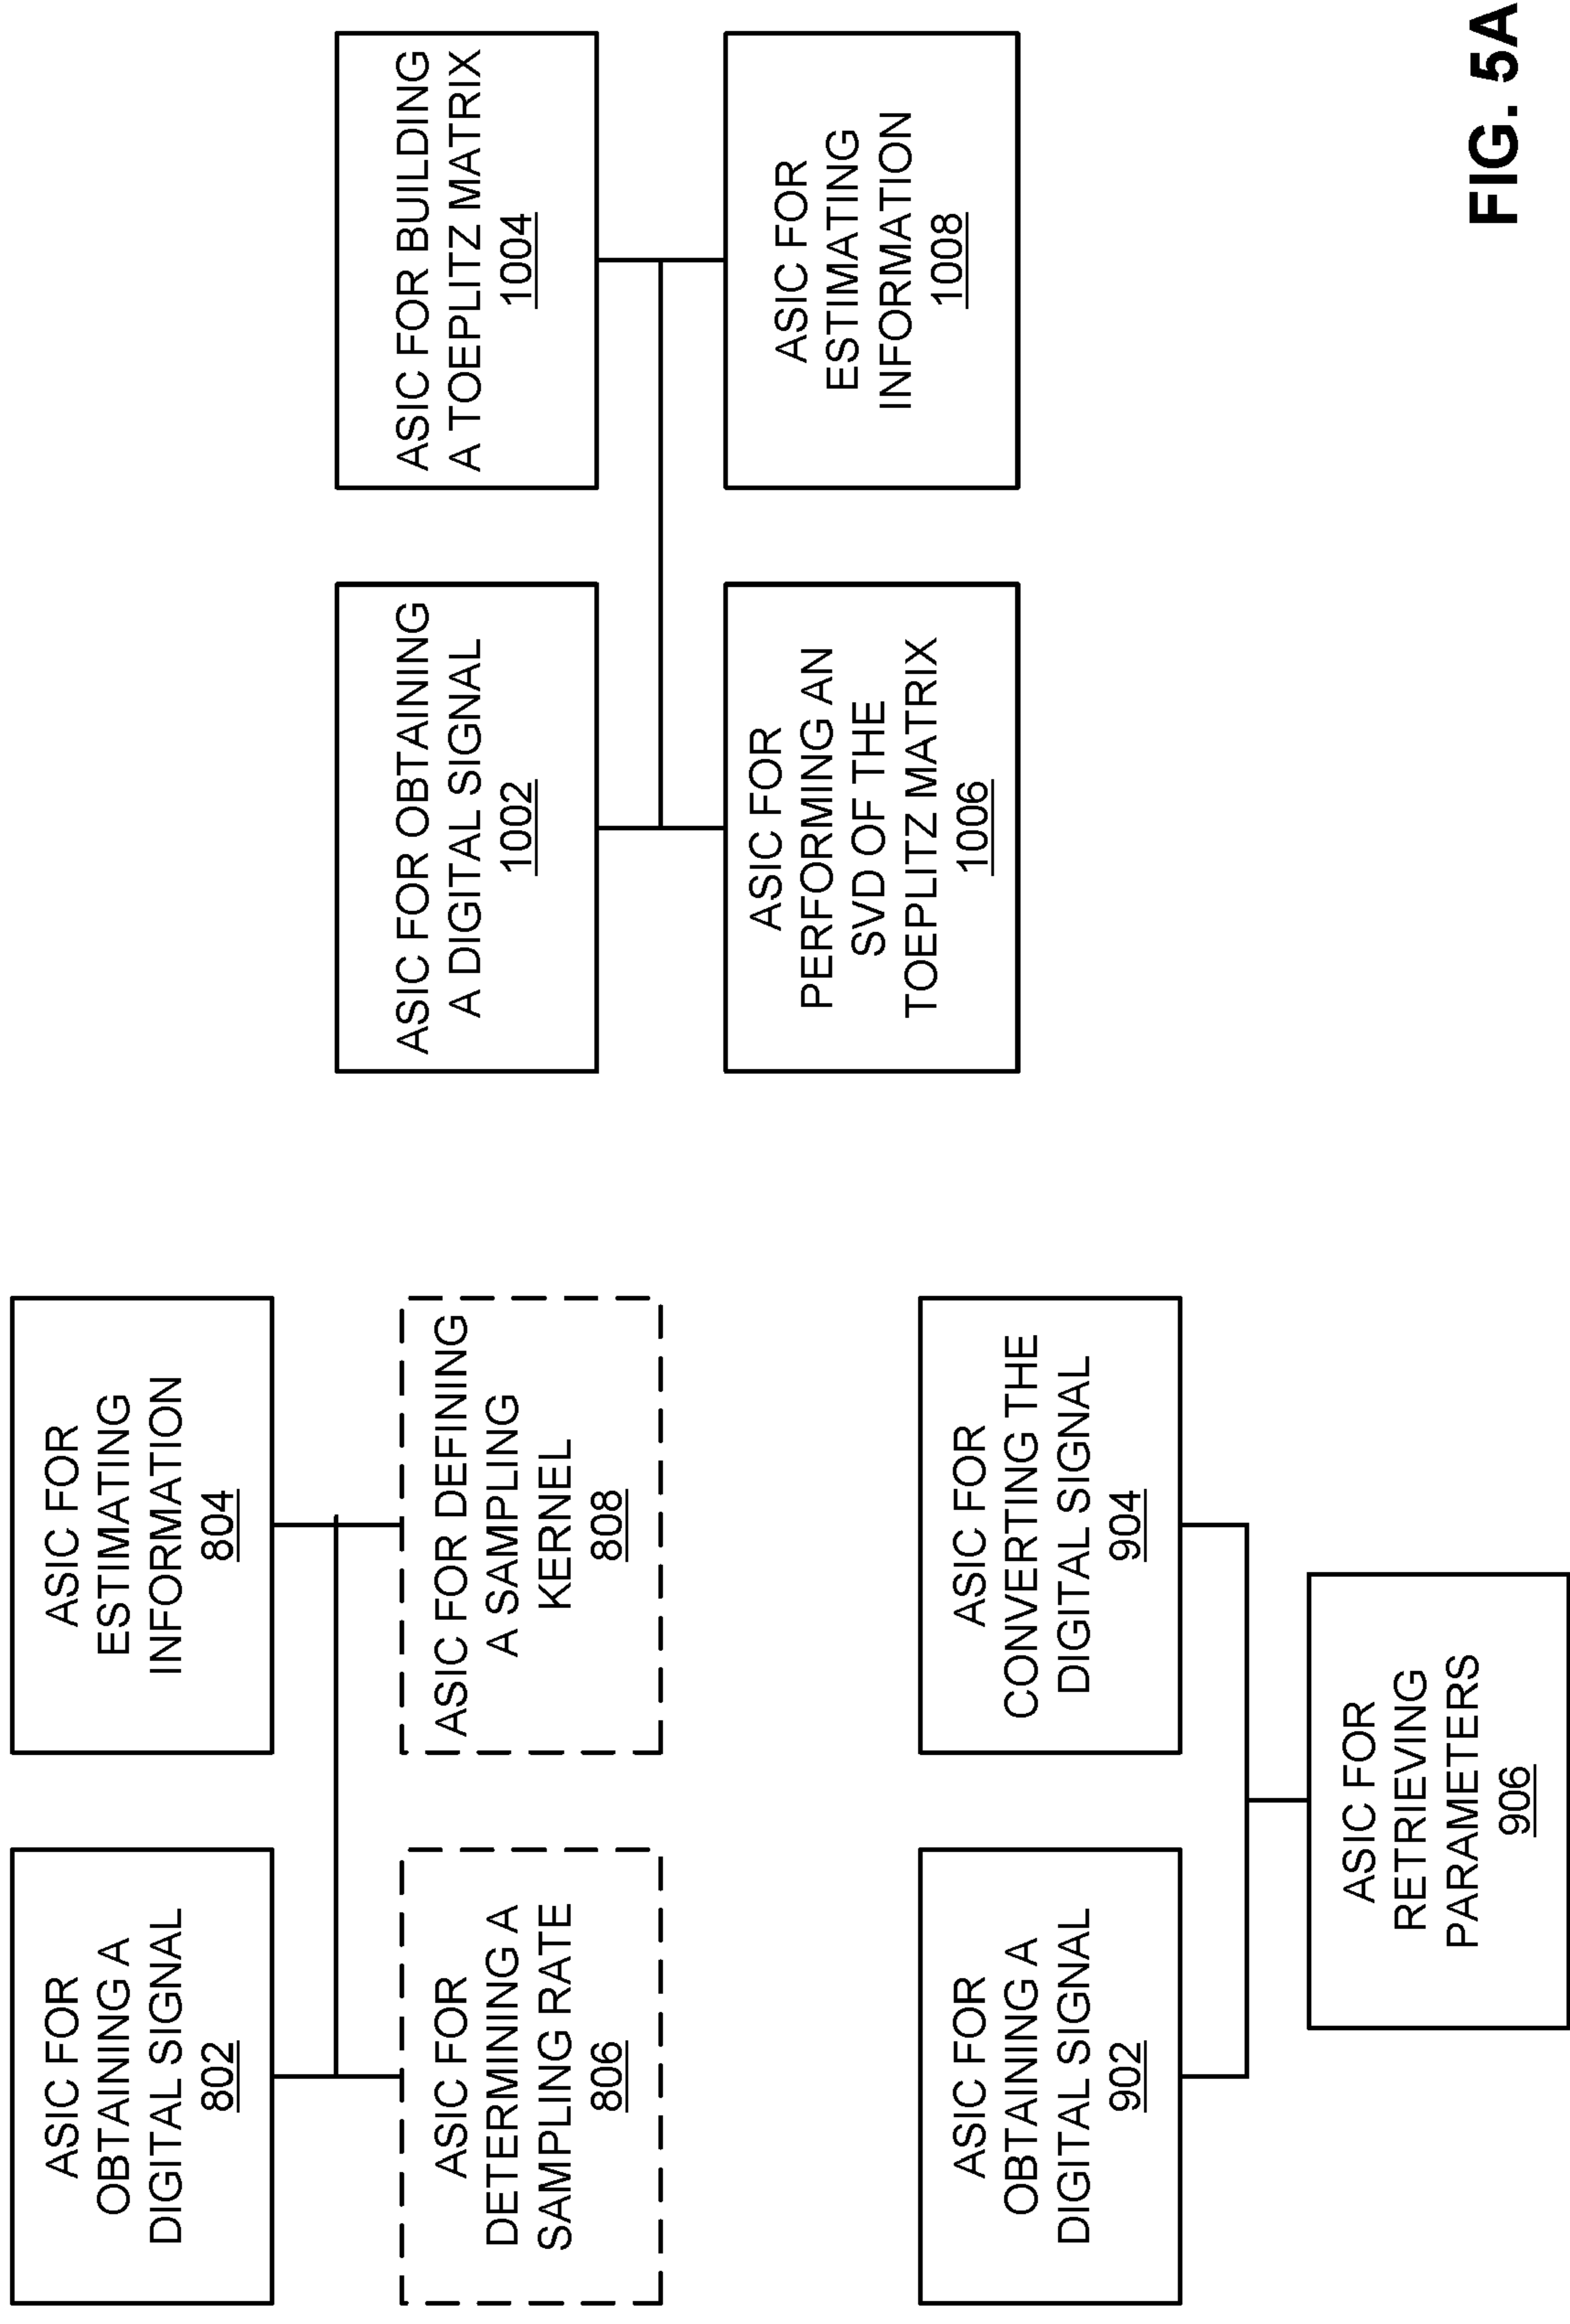 ASIC FOR
OBTAINING A
DIGITAL SIGNAL
802
ASIC FOR
ESTIMATING
INFORMATION
804
ASIC FOR
DETERMINING A
SAMPLING RATE
806
ASIC FOR DEFINING
A SAMPLING
KERNEL
808
ASIC FOR
OBTAINING A
DIGITAL SIGNAL
902
ASIC FOR
CONVERTING THE
DIGITAL SIGNAL
904
ASIC FOR
RETRIEVING
PARAMETERS
906
ASIC FOR OBTAINING
A DIGITAL SIGNAL
1002
ASIC FOR BUILDING
A TOEPLITZ MATRIX
1004
ASIC FOR
PERFORMING AN
SVD OF THE
TOEPLITZ MATRIX
1006
ASIC FOR
ESTIMATING
INFORMATION
1008
FIG. 5A